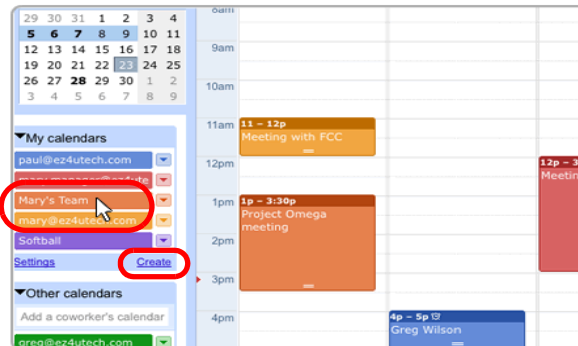 29 30 31 1 2 3 4
5 6 7 8 9 10 11
12 13 14 15 16 17 18
19 20 21 22 23 24 25
26 27 28 29 30 1 2
3 4 5 6 7 8 9
My calendars
paul@ez4utech.com
mary.manager@ez4ute
Mary's Team
mary@ez4utech.com
Softball
Settings Create
Other calendars
Add a coworker's calendar
greg@ez4utech.com
8am
9am
10am
11am
12pm
1pm
2pm
3pm
4pm
11 – 12p
Meeting with FCC
1p – 3:30p
Project Omega
meeting
4p – 5p
Greg Wilson
12p – 3
Meetin